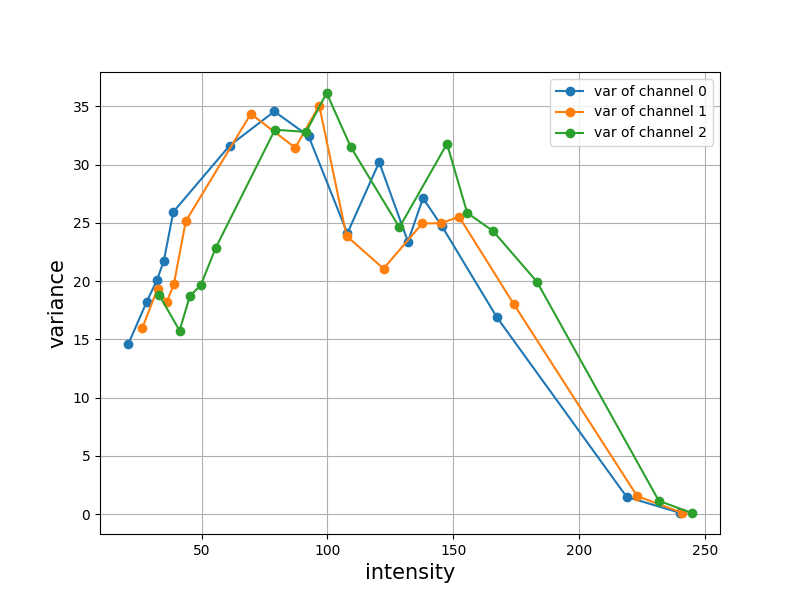 var of channel 0
var of channel 1
var of channel 2
35
30
25
20
15
10
5
0
variance
50
100
150
200
250
intensity